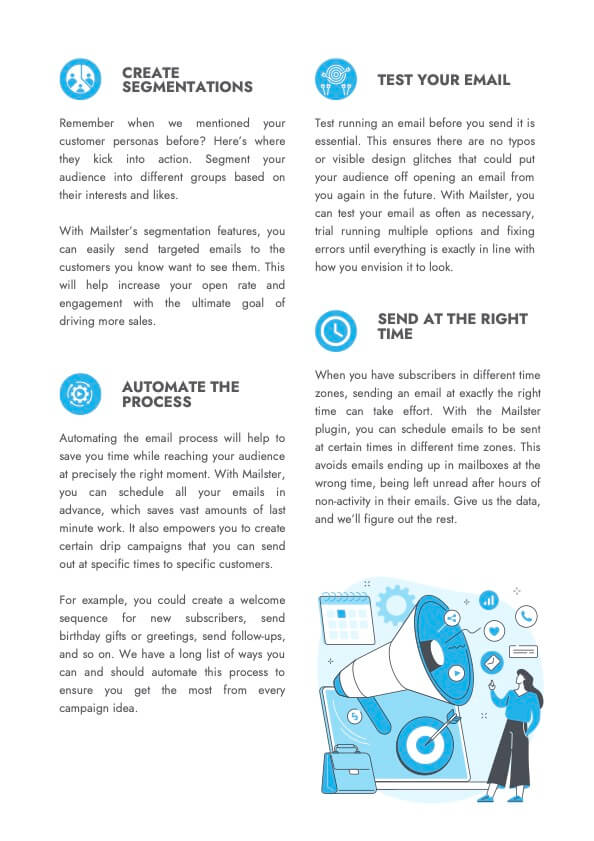 CREATE
SEGMENTATIONS
Remember when we mentioned your
customer personas before? Here’s where
they kick into action. Segment your
audience into different groups based on
their interests and likes.
With Mailster’s segmentation features, you
can easily send targeted emails to the
customers you know want to see them. This
will help increase your open rate and
engagement with the ultimate goal of
driving more sales.
AUTOMATE THE
PROCESS
Automating the email process will help to
save you time while reaching your audience
at precisely the right moment. With Mailster,
you can schedule all your emails in
advance, which saves vast amounts of last
minute work. It also empowers you to create
certain drip campaigns that you can send
out at specific times to specific customers.
For example, you could create a welcome
sequence for new subscribers, send
birthday gifts or greetings, send follow-ups,
and so on. We have a long list of ways you
can and should automate this process to
ensure you get the most from every
campaign idea.
TEST YOUR EMAIL
Test running an email before you send it is
essential. This ensures there are no typos
or visible design glitches that could put
your audience off opening an email from
you again in the future. With Mailster, you
can test your email as often as necessary,
trial running multiple options and fixing
errors until everything is exactly in line with
how you envision it to look.
SEND AT THE RIGHT
TIME
When you have subscribers in different time
zones, sending an email at exactly the right
time can take effort. With the Mailster
plugin, you can schedule emails to be sent
at certain times in different time zones. This
avoids emails ending up in mailboxes at the
wrong time, being left unread after hours of
non-activity in their emails. Give us the data,
and we’ll figure out the rest.